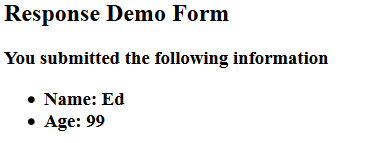 Response Demo Form
You submitted the following information
• Name: Ed
• Age: 99